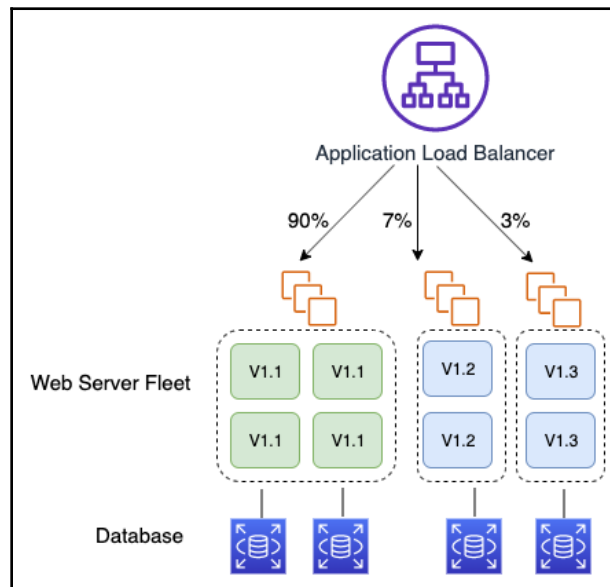 Application Load Balancer
90% 7% 3%
V1.1 V1.1 V1.2 V1.3
Web Server Fleet
V1.1 V1.1 V1.2 V1.3
Database